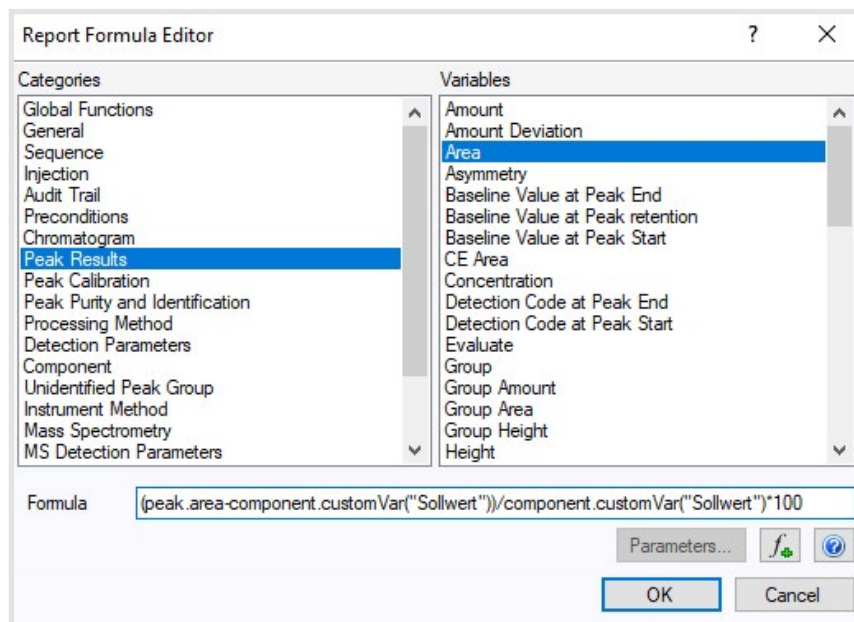 Report Formula Editor
?
Categories
Variables
Global Functions
General
Sequence
Injection
Audit Trail
Preconditions
Chromatogram
Peak Results
Peak Calibration
Peak Purity and Identification
Processing Method
Detection Parameters
Component
Unidentified Peak Group
Instrument Method
Mass Spectrometry
MS Detection Parameters
Amount
Amount Deviation
Area
Asymmetry
Baseline Value at Peak End
Baseline Value at Peak retention
Baseline Value at Peak Start
CE Area
Concentration
Detection Code at Peak End
Detection Code at Peak Start
Evaluate
Group
Group Amount
Group Area
Group Height
Height
Formula
(peak.area-component.customVar("Sollwert"))/component.customVar("Sollwert")*100
Parameters...
f
?
OK
Cancel